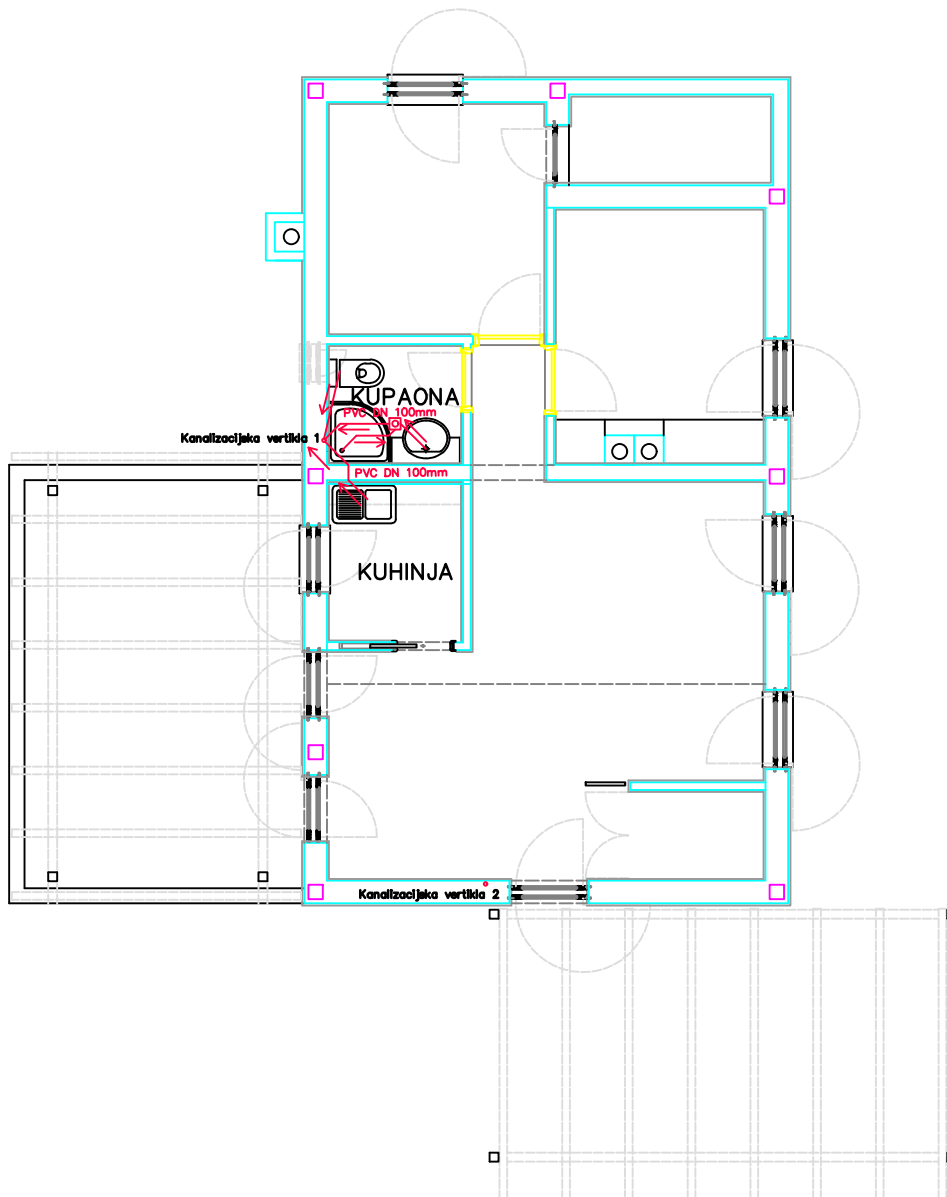 KUPAONA
PVC DN 100mm
Kanalizacijska vertikla 1
PVC DN 100mm
KUHINJA
Kanalizacijska vertikla 2